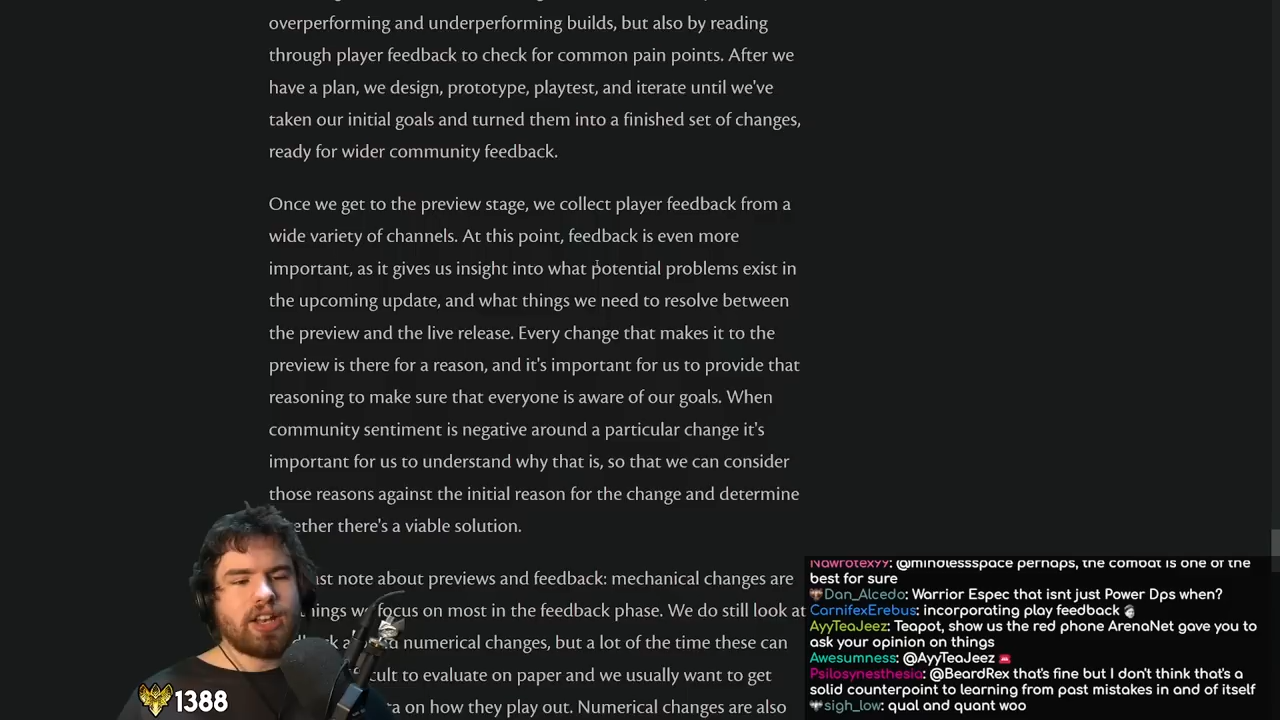 overperforming and underperforming builds, but also by reading
through player feedback to check for common pain points. After we
have a plan, we design, prototype, playtest, and iterate until we've
taken our initial goals and turned them into a finished set of changes,
ready for wider community feedback.
Once we get to the preview stage, we collect player feedback from a
wide variety of channels. At this point, feedback is even more
important, as it gives us insight into what potential problems exist in
the upcoming update, and what things we need to resolve between
the preview and the live release. Every change that makes it to the
preview is there for a reason, and it's important for us to provide that
reasoning to make sure that everyone is aware of our goals. When
community sentiment is negative around a particular change it's
important for us to understand why that is, so that we can consider
those reasons against the initial reason for the change and determine
there's a viable solution.
note about previews and feedback: mechanical changes are
focus on most in the feedback phase. We do still look at
numerical changes, but a lot of the time these can
to evaluate on paper and we usually want to get
on how they play out. Numerical changes are also
1388
Nawrotex99: @mindlessspace perhaps, the combat is one of the
best for sure
Dan_Alcedo: Warrior Espec that isnt just Power Dps when?
CarnifexErebus: incorporating play feedback
AyyTeaJeez: Teapot, show us the red phone ArenaNet gave you to
ask your opinion on things
Awesumness: @AyyTeaJeez
Psilosynesthesia: @BeardRex that's fine but I don't think that's a
solid counterpoint to learning from past mistakes in and of itself
sigh_low: qual and quant woo